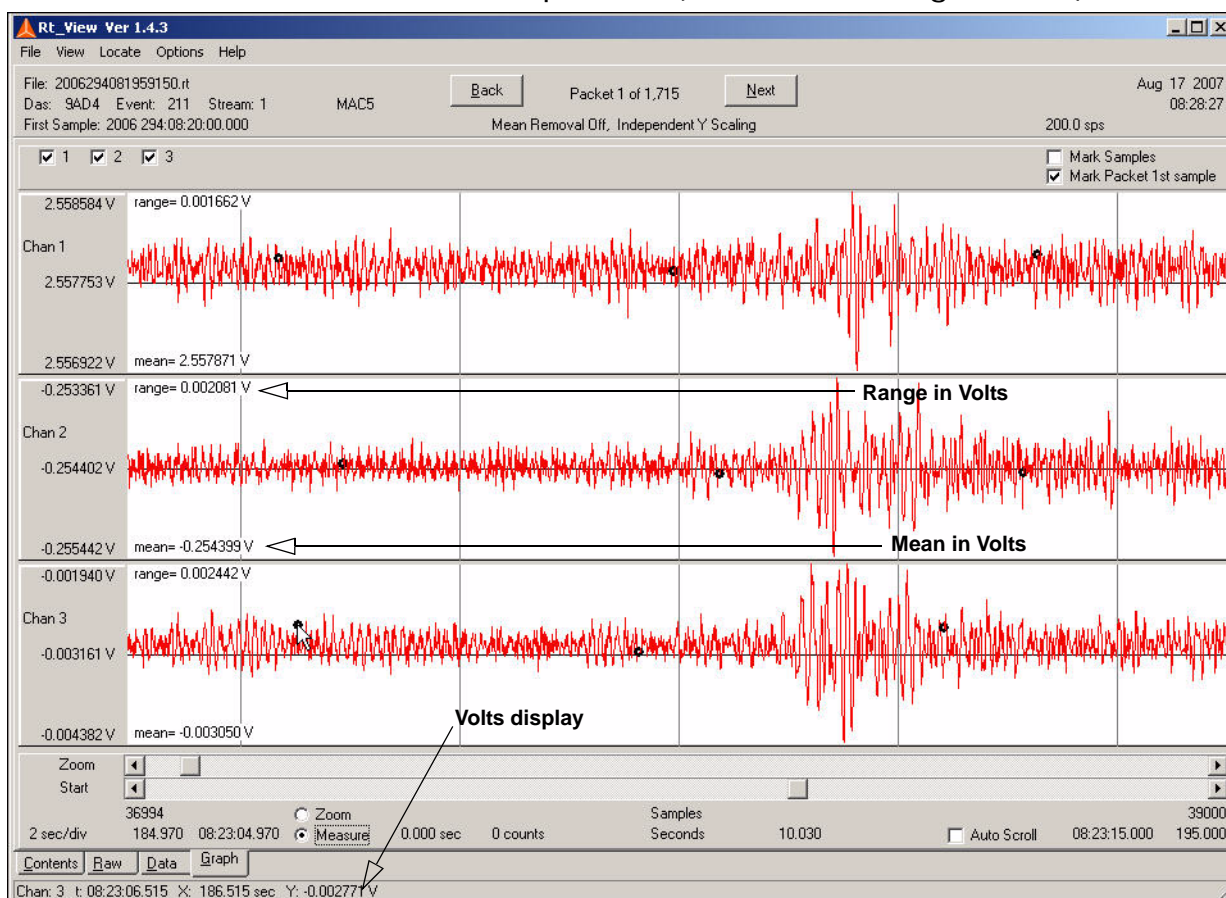 Rt_View Ver 1.4.3
File View Locate Options Help
File: 2006294081959150.rt
Back
Packet 1 of 1,715
Next
Aug 17 2007
Das: 9AD4 Event: 211 Stream: 1 MAC5
08:28:27
First Sample: 2006 294:08:20:00.000
Mean Removal Off, Independent Y Scaling
200.0 sps
1 2 3
Mark Samples
Mark Packet 1st sample
2.558584 V
range= 0.001662 V
Chan 1
2.557753 V
2.556922 V
mean= 2.557871 V
-0.253361 V
range= 0.002081 V
Range in Volts
Chan 2
-0.254402 V
-0.255442 V
mean= -0.254399 V
Mean in Volts
-0.001940 V
range= 0.002442 V
Chan 3
-0.003161 V
Volts display
-0.004382 V
mean= -0.003050 V
Zoom
Start
36994
Zoom
Samples
39000
2 sec/div
184.970 08:23:04.970
Measure
0.000 sec
0 counts
Seconds
10.030
Auto Scroll
08:23:15.000
195.000
Contents Raw Data Graph
Chan: 3 t: 08:23:06.515 X: 186.515 sec Y: -0.002771 V